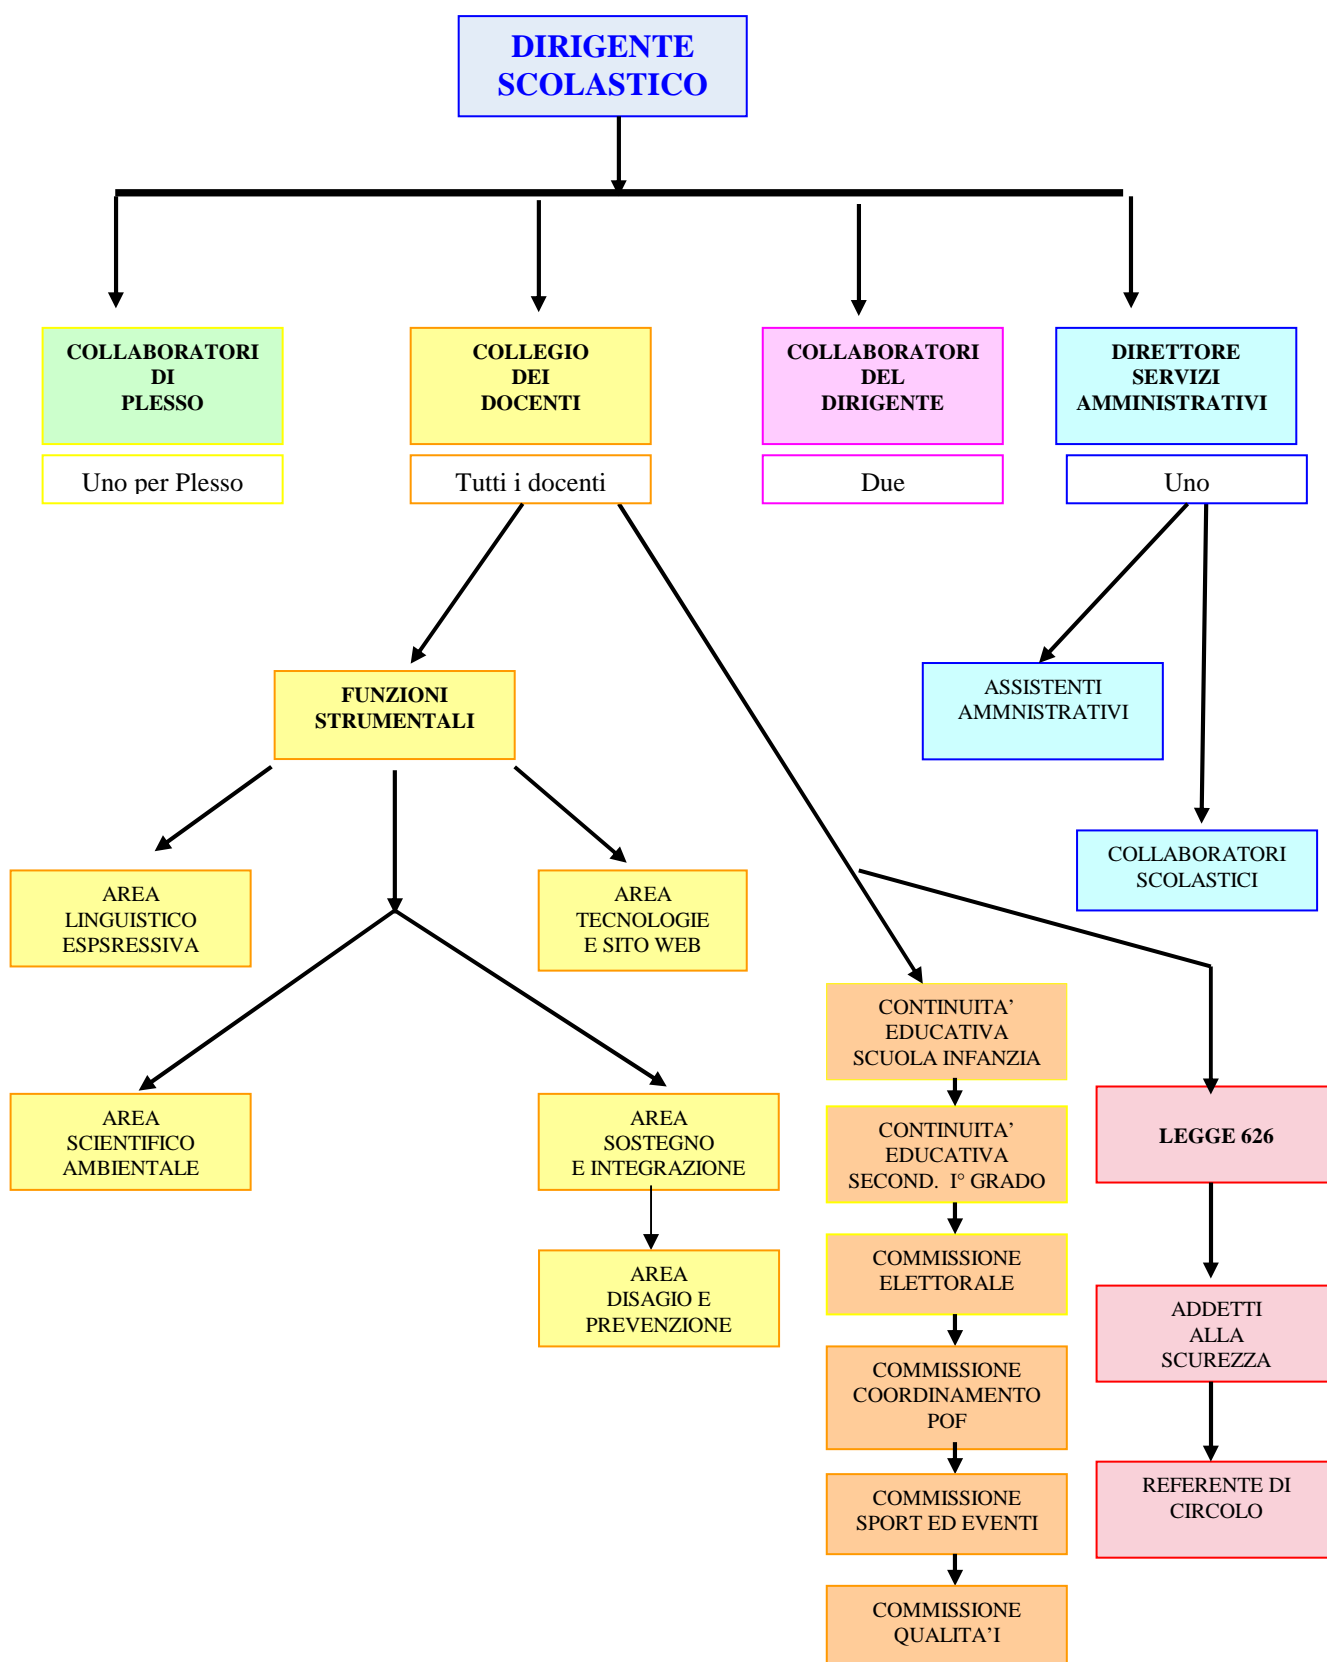 DIRIGENTE
SCOLASTICO
COLLABORATORI
DI
PLESSO
COLLEGIO
DEI
DOCENTI
COLLABORATORI
DEL
DIRIGENTE
DIRETTORE
SERVIZI
AMMINISTRATIVI
Uno per Plesso
Tutti i docenti
Due
Uno
FUNZIONI
STRUMENTALI
ASSISTENTI
AMMNISTRATIVI
COLLABORATORI
SCOLASTICI
AREA
LINGUISTICO
ESPSRESSIVA
AREA
TECNOLOGIE
E SITO WEB
CONTINUITA’
EDUCATIVA
SCUOLA INFANZIA
AREA
SCIENTIFICO
AMBIENTALE
AREA
SOSTEGNO
E INTEGRAZIONE
CONTINUITA’
EDUCATIVA
SECOND. I° GRADO
LEGGE 626
COMMISSIONE
ELETTORALE
AREA
DISAGIO E
PREVENZIONE
ADDETTI
ALLA
SCUREZZA
COMMISSIONE
COORDINAMENTO
POF
REFERENTE DI
CIRCOLO
COMMISSIONE
SPORT ED EVENTI
COMMISSIONE
QUALITA’I